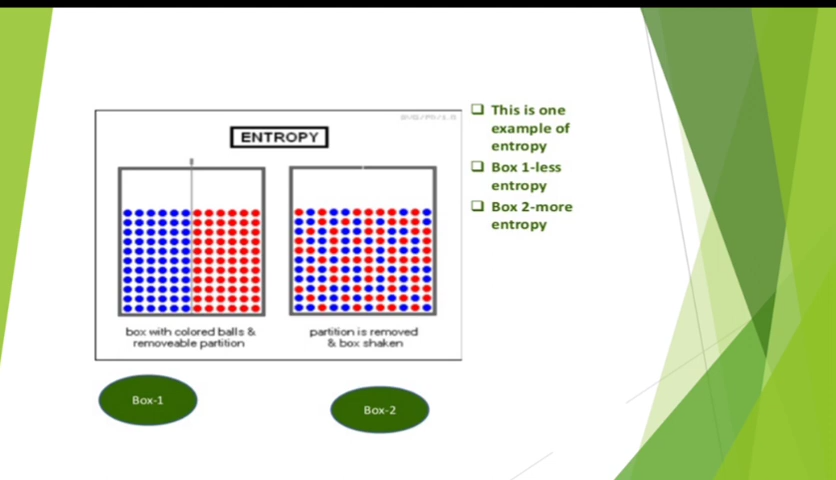 ENTROPY
box with colored balls &
removeable partition
partition is removed
& box shaken
Box-1
Box-2
❑ This is one
example of
entropy
❑ Box 1-less
entropy
❑ Box 2-more
entropy